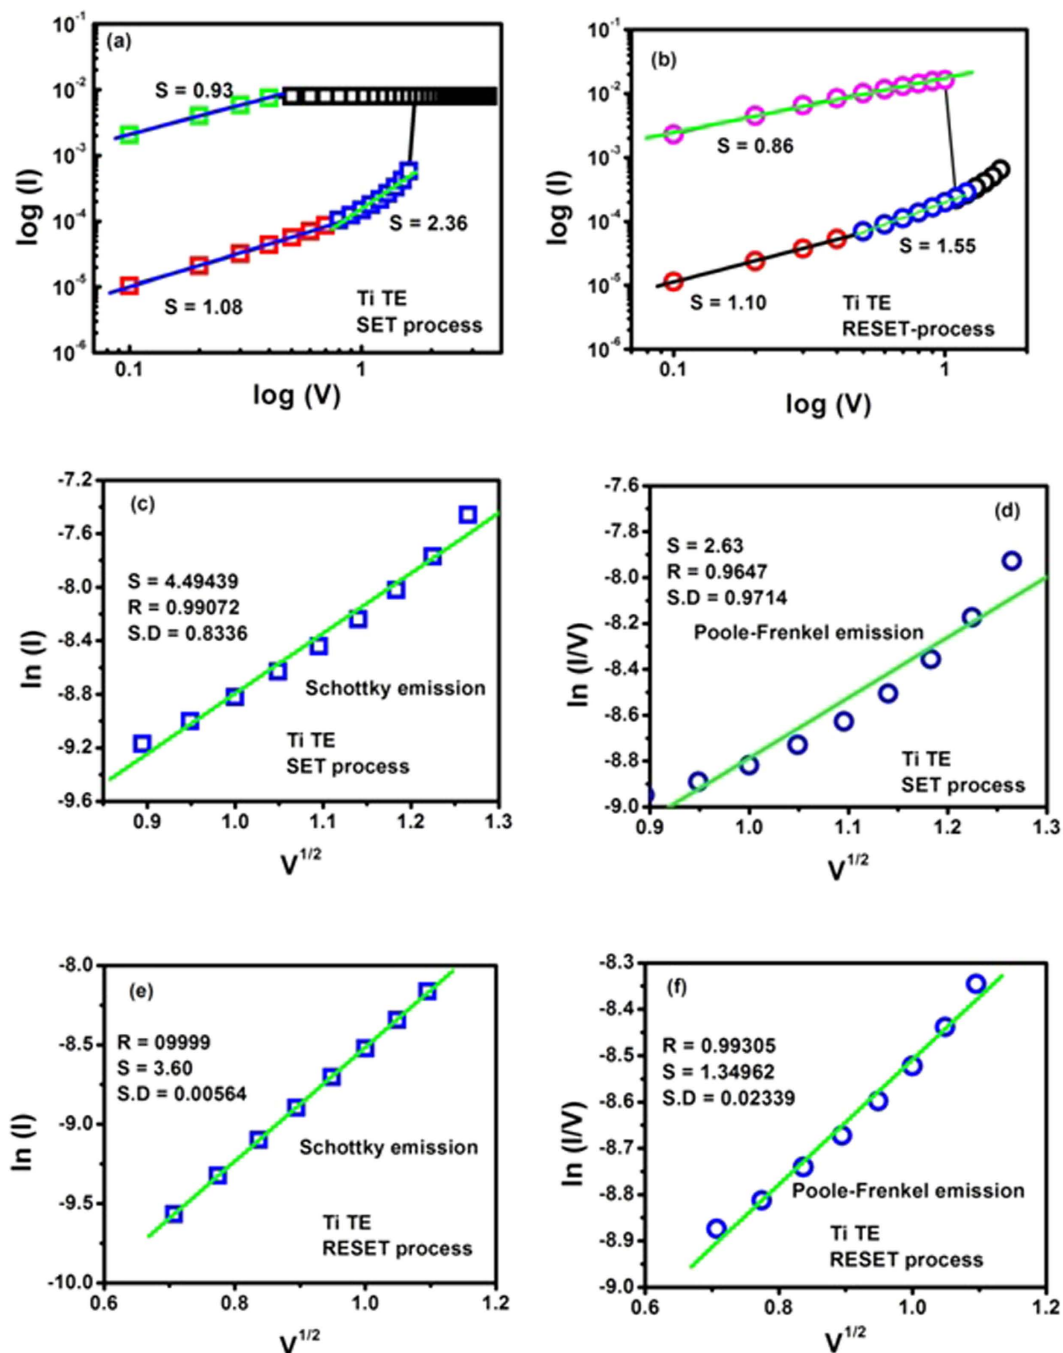 (a)
10^-1
10^-2
10^-3
10^-4
10^-5
10^-6
log (I)
S = 0.93
S = 2.36
S = 1.08
Ti TE
SET process
0.1
1
log (V)
(b)
10^-1
10^-2
10^-3
10^-4
10^-5
10^-6
log (I)
S = 0.86
S = 1.55
S = 1.10
Ti TE
RESET-process
0.1
1
log (V)
(c)
-7.2
-7.6
-8.0
-8.4
-8.8
-9.2
-9.6
ln (I)
S = 4.49439
R = 0.99072
S.D = 0.8336
Schottky emission
Ti TE
SET process
0.9 1.0 1.1 1.2 1.3
V^1/2
(d)
-7.6
-7.8
-8.0
-8.2
-8.4
-8.6
-8.8
-9.0
ln (I/V)
S = 2.63
R = 0.9647
S.D = 0.9714
Poole-Frenkel emission
Ti TE
SET process
0.9 1.0 1.1 1.2 1.3
V^1/2
(e)
-8.0
-8.5
-9.0
-9.5
-10.0
ln (I)
R = 09999
S = 3.60
S.D = 0.00564
Schottky emission
Ti TE
RESET process
0.6 0.8 1.0 1.2
V^1/2
(f)
-8.3
-8.4
-8.5
-8.6
-8.7
-8.8
-8.9
-9.0
ln (I/V)
R = 0.99305
S = 1.34962
S.D = 0.02339
Poole-Frenkel emission
Ti TE
RESET process
0.6 0.8 1.0 1.2
V^1/2